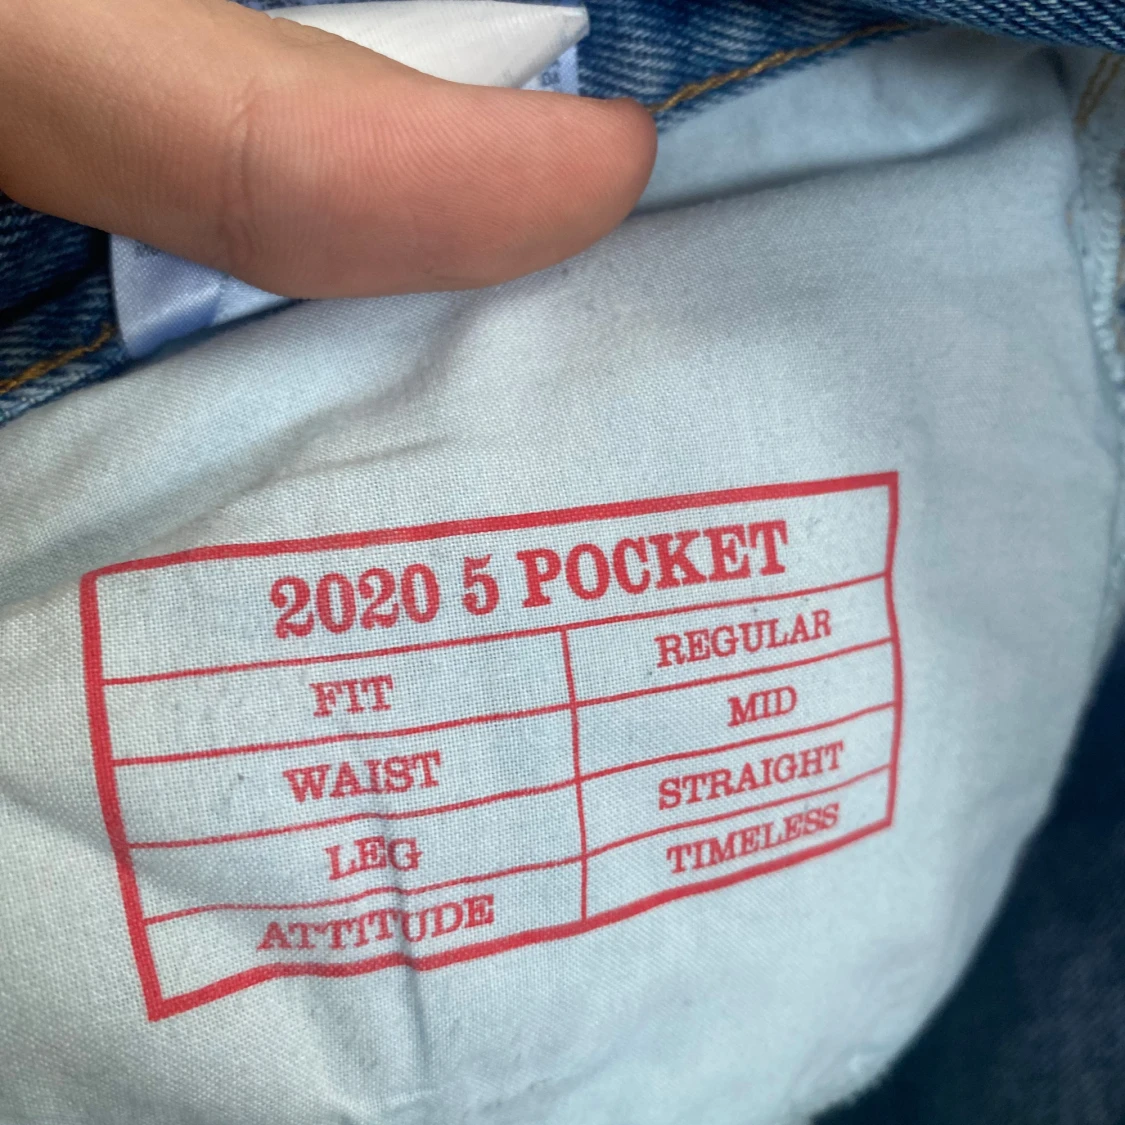 2020 5 POCKET
FIT REGULAR
WAIST MID
LEG STRAIGHT
ATTITUDE TIMELESS